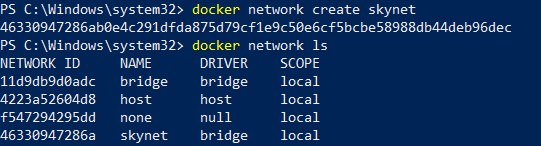 PS C:\Windows\system32> docker network create skynet
46330947286ab0e4c291dfda875d79cf1e9c50e6cf5bcbe58988db44deb96dec
PS C:\Windows\system32> docker network ls
NETWORK ID     NAME      DRIVER    SCOPE
11d9db9d0adc   bridge    bridge    local
4223a52604d8   host      host      local
f547294295dd   none      null      local
46330947286a   skynet    bridge    local